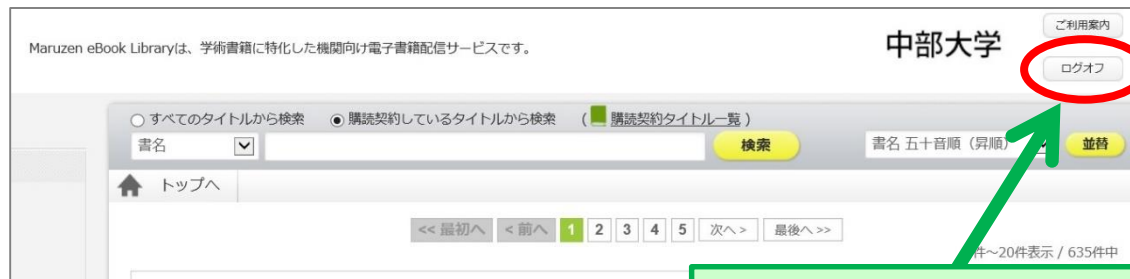 ご利用案内
Maruzen eBook Libraryは、学術書籍に特化した機関向け電子書籍配信サービスです。
中部大学
ログオフ
すべてのタイトルから検索 購読契約しているタイトルから検索 ( 購読契約タイトル一覧 )
書名 検索 書名 五十音順（昇順） 並替
トップへ
<< 最初へ < 前へ 1 2 3 4 5 次へ > 最後へ >>
件～20件表示 / 635件中